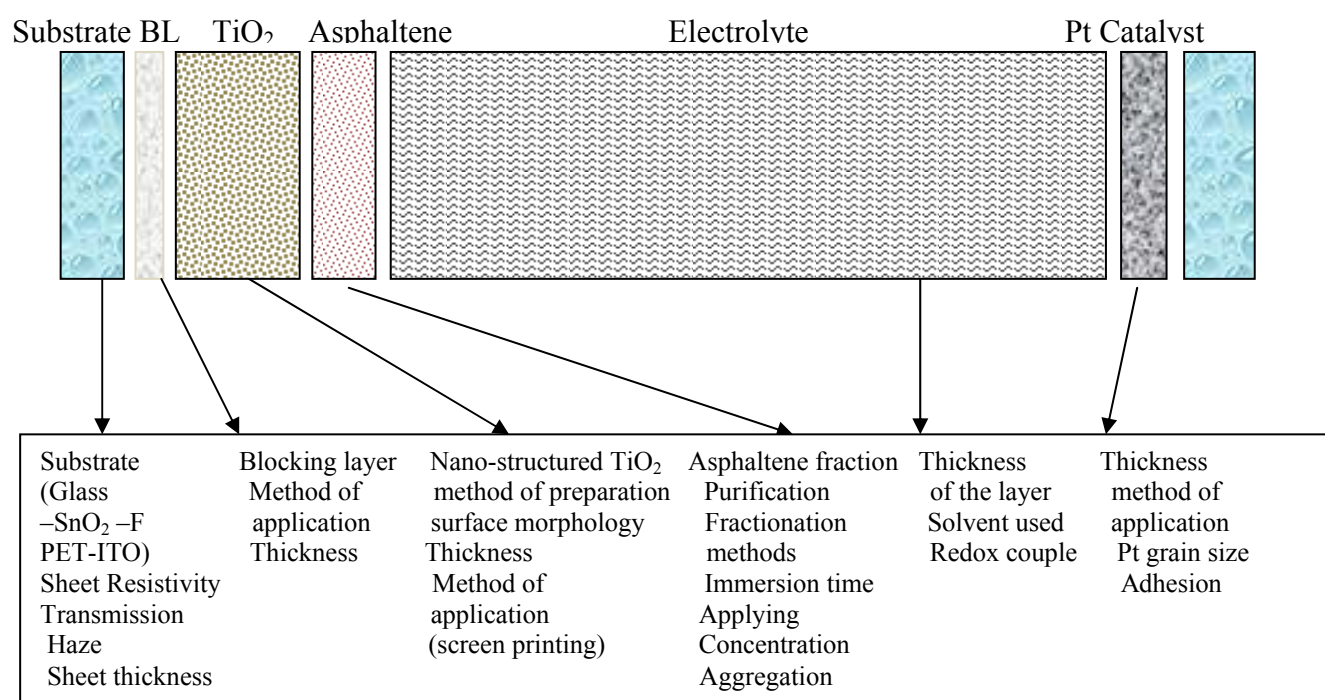 Substrate BL TiO₂ Asphaltene Electrolyte Pt Catalyst
Substrate
(Glass
–SnO₂ –F
PET-ITO)
Sheet Resistivity
Transmission
Haze
Sheet thickness
Blocking layer
Method of
application
Thickness
Nano-structured TiO₂
method of preparation
surface morphology
Thickness
Method of
application
(screen printing)
Asphaltene fraction
Purification
Fractionation
methods
Immersion time
Applying
Concentration
Aggregation
Thickness
of the layer
Solvent used
Redox couple
Thickness
method of
application
Pt grain size
Adhesion